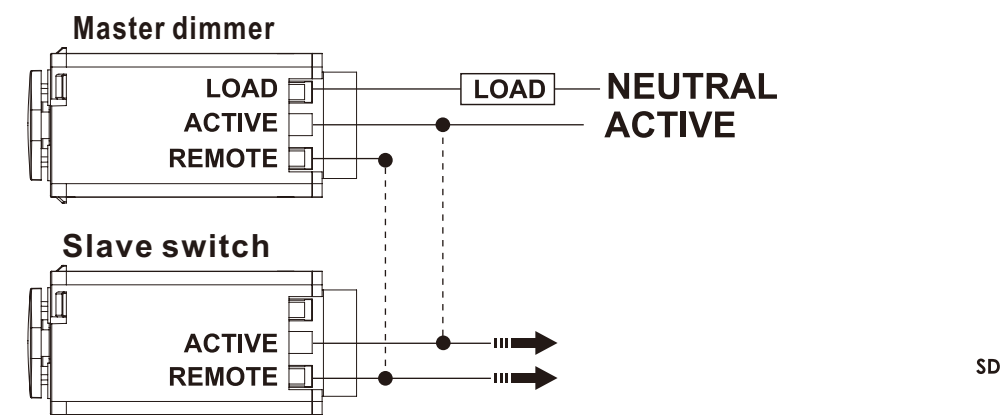 Master dimmer
LOAD
LOAD
NEUTRAL
ACTIVE
ACTIVE
REMOTE
Slave switch
ACTIVE
REMOTE
SD